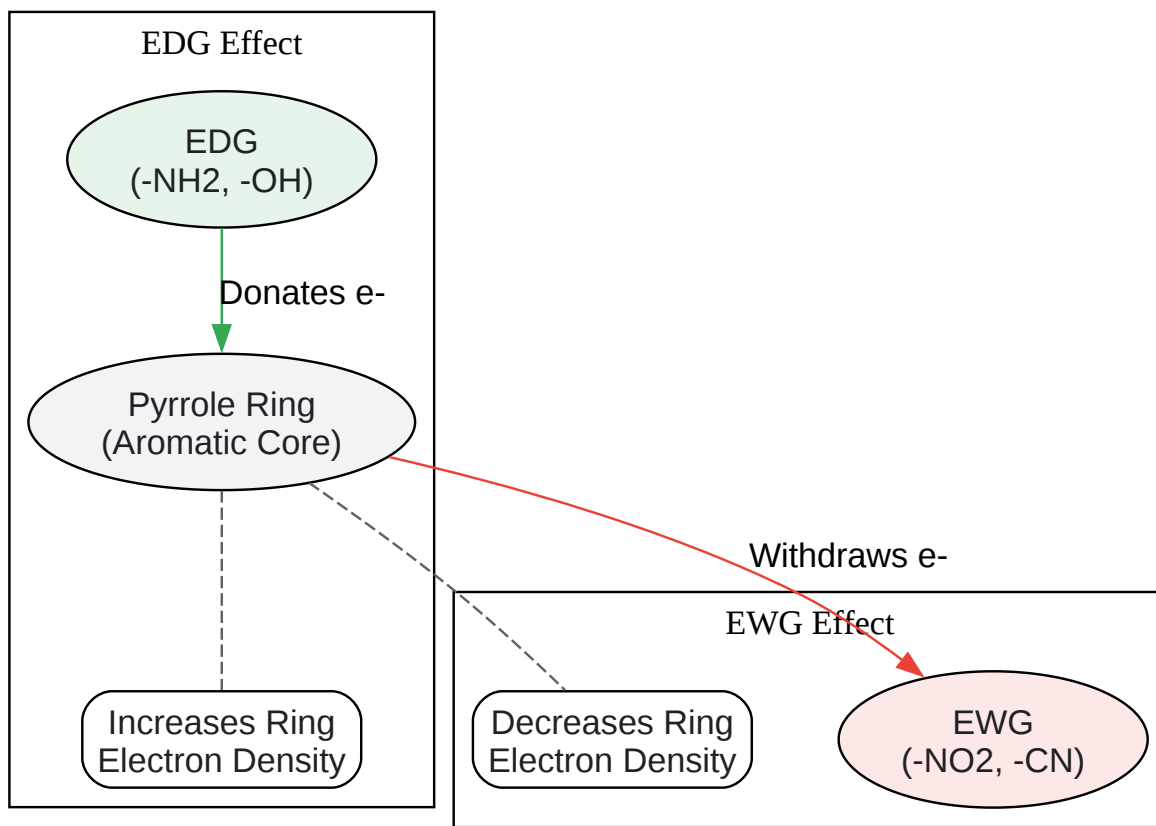 EDG Effect
EDG
(-NH2, -OH)
Donates e-
Pyrrole Ring
(Aromatic Core)
Withdraws e-
EWG Effect
Increases Ring
Electron Density
Decreases Ring
Electron Density
EWG
(-NO2, -CN)